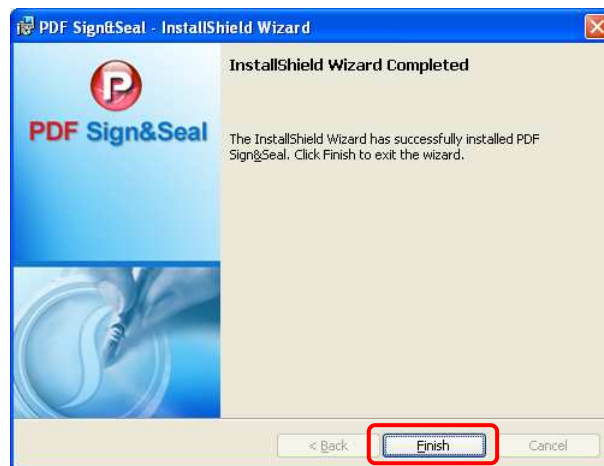 PDF Sign&Seal - InstallShield Wizard
InstallShield Wizard Completed
P
PDF Sign&Seal
The InstallShield Wizard has successfully installed PDF
Sign&Seal. Click Finish to exit the wizard.
< Back
Finish
Cancel